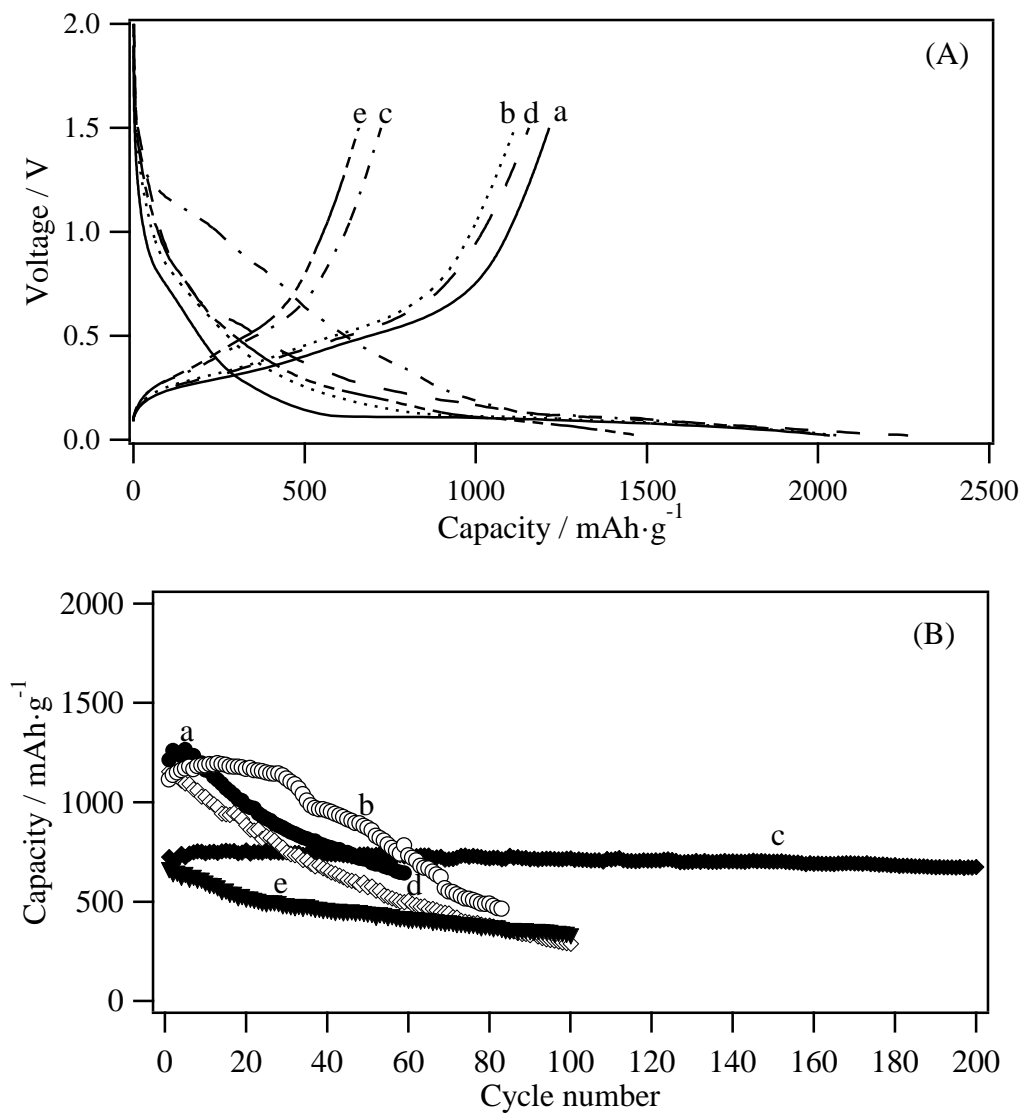 (A)
2.0
1.5
1.0
0.5
0.0
Voltage / V
e c b d a
0 500 1000 1500 2000 2500
Capacity / mAh·g⁻¹
(B)
2000
1500
1000
500
0
Capacity / mAh·g⁻¹
a
b
c
d
e
0 20 40 60 80 100 120 140 160 180 200
Cycle number